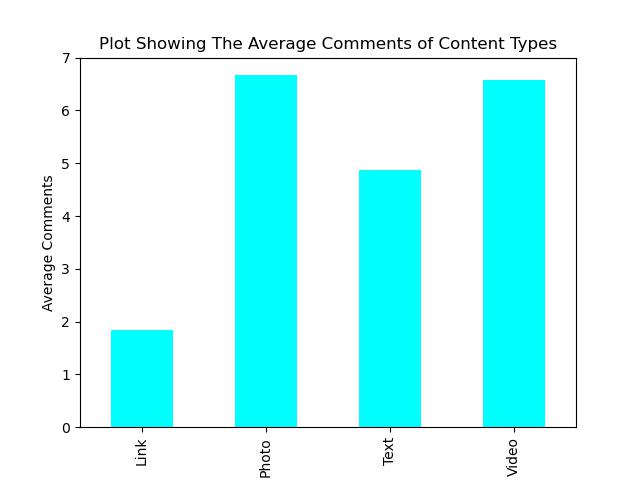 Plot Showing The Average Comments of Content Types
7
6
5
4
3
2
1
0
Average Comments
Link
Photo
Text
Video